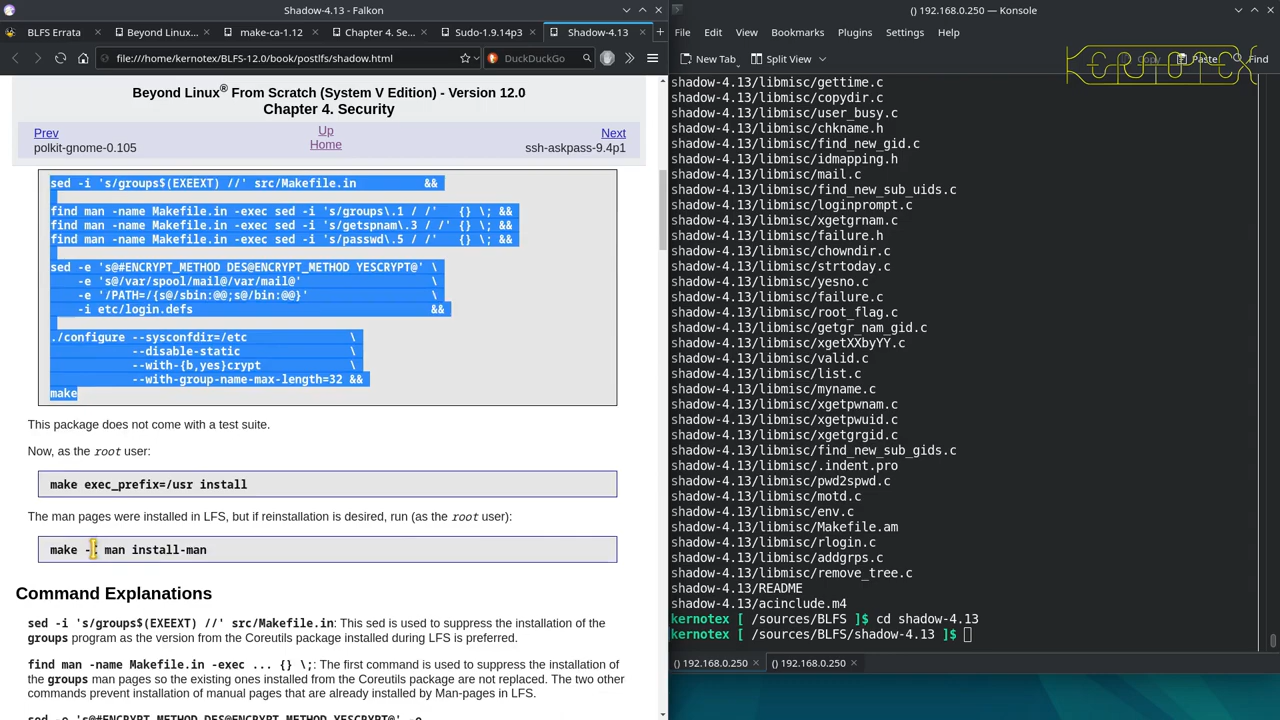 Shadow-4.13 - Falkon
BLFS Errata
Beyond Linux...
make-ca-1.12
Chapter 4. Se...
Sudo-1.9.14p3
Shadow-4.13
file:///home/kernotex/BLFS-12.0/book/postlfs/shadow.html
DuckDuckGo
Beyond Linux® From Scratch (System V Edition) - Version 12.0
Chapter 4. Security
Prev
Up
Next
polkit-gnome-0.105
Home
ssh-askpass-9.4p1
sed -i 's/groups$(EXEEXT) //' src/Makefile.in &&
find man -name Makefile.in -exec sed -i 's/groups\.1 / /' {} \; &&
find man -name Makefile.in -exec sed -i 's/getspnam\.3 / /' {} \; &&
find man -name Makefile.in -exec sed -i 's/passwd\.5 / /' {} \; &&
sed -e 's@#ENCRYPT_METHOD DES@ENCRYPT_METHOD YESCRYPT@' \
-e 's@/var/spool/mail@/var/mail@' \
-e '/PATH=/{s@/sbin:@@;s@/bin:@@}' \
-i etc/login.defs &&
./configure --sysconfdir=/etc \
--disable-static \
--with-{b,yes}crypt \
--with-group-name-max-length=32 &&
make
This package does not come with a test suite.
Now, as the root user:
make exec_prefix=/usr install
The man pages were installed in LFS, but if reinstallation is desired, run (as the root user):
make - man install-man
Command Explanations
sed -i 's/groups$(EXEEXT) //' src/Makefile.in: This sed is used to suppress the installation of the
groups program as the version from the Coreutils package installed during LFS is preferred.
find man -name Makefile.in -exec ... {} \;: The first command is used to suppress the installation of
the groups man pages so the existing ones installed from the Coreutils package are not replaced. The two other
commands prevent installation of manual pages that are already installed by Man-pages in LFS.
sed -e 's@#ENCRYPT_METHOD DES@ENCRYPT_METHOD YESCRYPT@' -e
() 192.168.0.250 — Konsole
File
Edit
View
Bookmarks
Plugins
Settings
Help
New Tab
Split View
Copy
Paste
Find
KERNOTEX
shadow-4.13/libmisc/gettime.c
shadow-4.13/libmisc/copydir.c
shadow-4.13/libmisc/user_busy.c
shadow-4.13/libmisc/chkname.h
shadow-4.13/libmisc/find_new_gid.c
shadow-4.13/libmisc/idmapping.h
shadow-4.13/libmisc/mail.c
shadow-4.13/libmisc/find_new_sub_uids.c
shadow-4.13/libmisc/loginprompt.c
shadow-4.13/libmisc/xgetgrnam.c
shadow-4.13/libmisc/failure.h
shadow-4.13/libmisc/chowndir.c
shadow-4.13/libmisc/strtoday.c
shadow-4.13/libmisc/yesno.c
shadow-4.13/libmisc/failure.c
shadow-4.13/libmisc/root_flag.c
shadow-4.13/libmisc/getgr_nam_gid.c
shadow-4.13/libmisc/xgetXXbyYY.c
shadow-4.13/libmisc/valid.c
shadow-4.13/libmisc/list.c
shadow-4.13/libmisc/myname.c
shadow-4.13/libmisc/xgetpwnam.c
shadow-4.13/libmisc/xgetpwuid.c
shadow-4.13/libmisc/xgetgrgid.c
shadow-4.13/libmisc/find_new_sub_gids.c
shadow-4.13/libmisc/.indent.pro
shadow-4.13/libmisc/pwd2spwd.c
shadow-4.13/libmisc/motd.c
shadow-4.13/libmisc/env.c
shadow-4.13/libmisc/Makefile.am
shadow-4.13/libmisc/rlogin.c
shadow-4.13/libmisc/addgrps.c
shadow-4.13/libmisc/remove_tree.c
shadow-4.13/README
shadow-4.13/acinclude.m4
kernotex [ /sources/BLFS ]$ cd shadow-4.13
kernotex [ /sources/BLFS/shadow-4.13 ]$
() 192.168.0.250
() 192.168.0.250